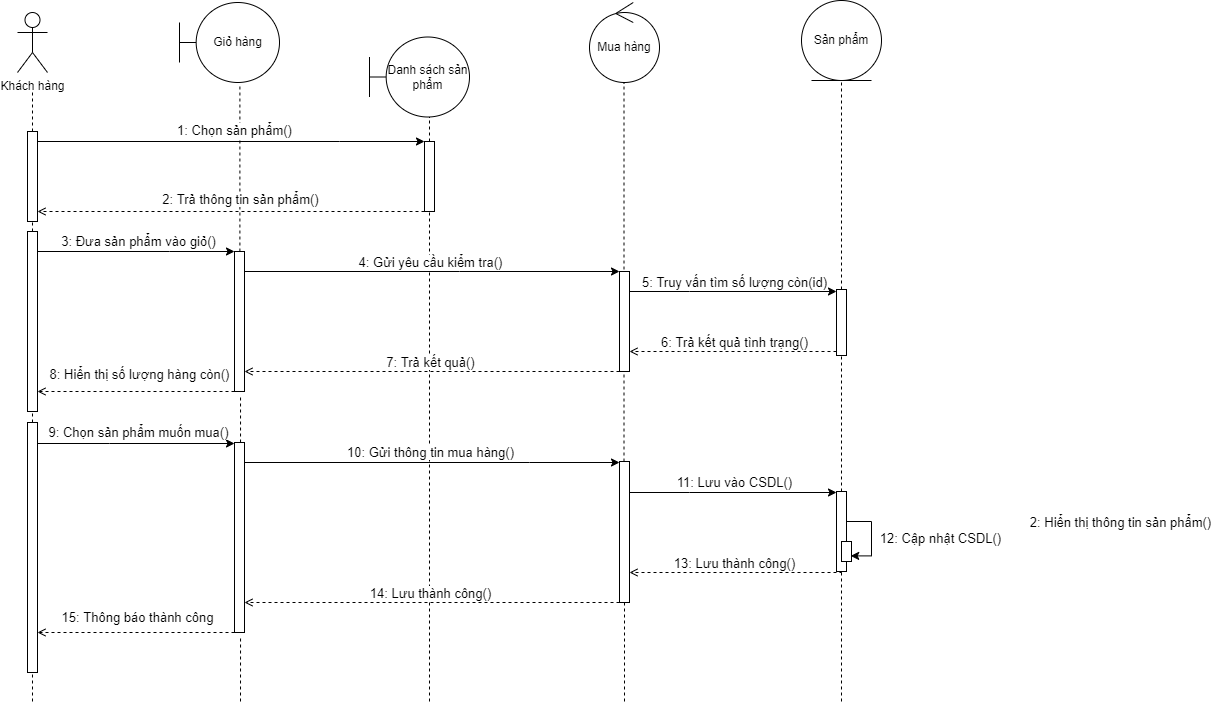 Khách hàng
Giỏ hàng
Danh sách sản
phẩm
Mua hàng
Sản phẩm
1: Chọn sản phẩm()
2: Trả thông tin sản phẩm()
3: Đưa sản phẩm vào giỏ()
4: Gửi yêu cầu kiểm tra()
5: Truy vấn tìm số lượng còn(id)
6: Trả kết quả tình trạng()
7: Trả kết quả()
8: Hiển thị số lượng hàng còn()
9: Chọn sản phẩm muốn mua()
10: Gửi thông tin mua hàng()
11: Lưu vào CSDL()
2: Hiển thị thông tin sản phẩm()
12: Cập nhật CSDL()
13: Lưu thành công()
14: Lưu thành công()
15: Thông báo thành công